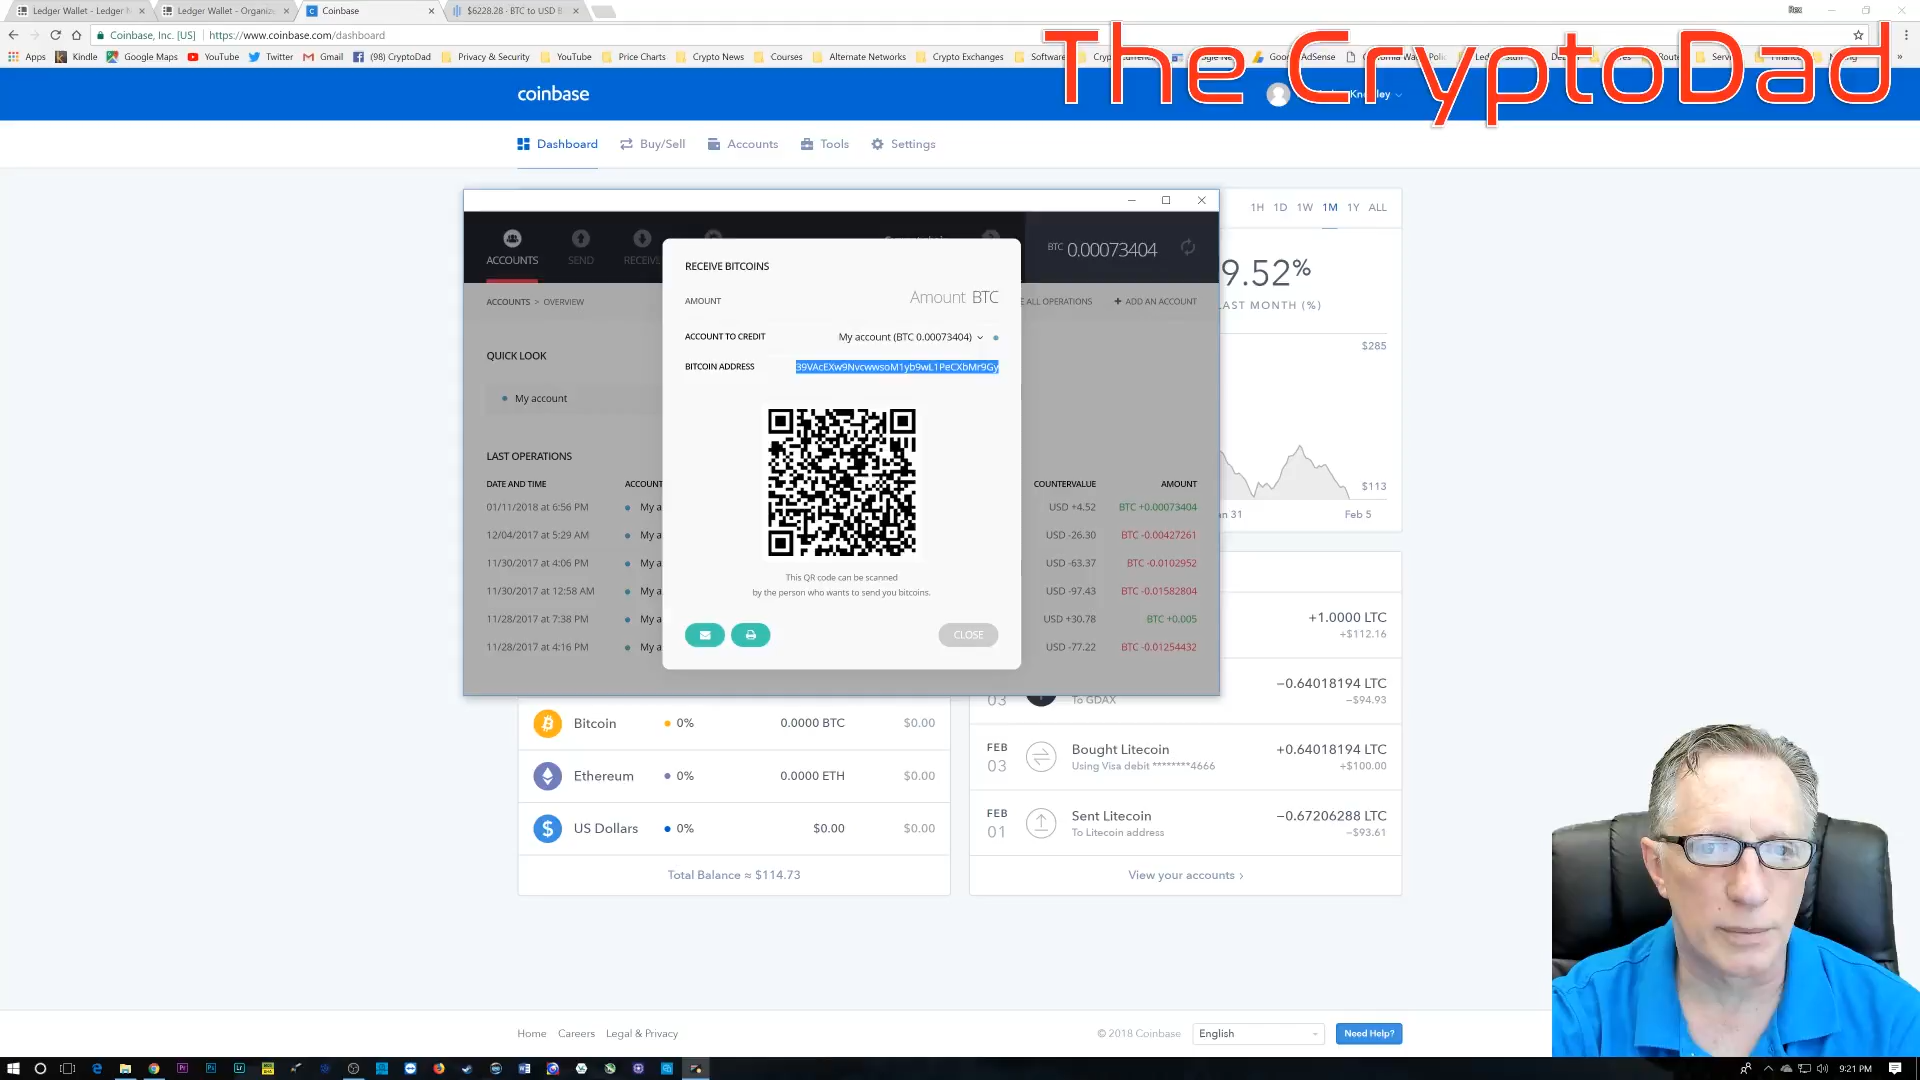 Ledger Wallet - Ledger
Ledger Wallet - Organiz
Coinbase
$6228.28 - BTC to USD
Coinbase, Inc. [US]
https://www.coinbase.com/dashboard
Apps
Kindle
Google Maps
YouTube
Twitter
Gmail
(98) CryptoDad
Privacy & Security
YouTube
Price Charts
Crypto News
Courses
Alternate Networks
Crypto Exchanges
Software
The CryptoDad
coinbase
Dashboard
Buy/Sell
Accounts
Tools
Settings
1H 1D 1W 1M 1Y ALL
ACCOUNTS
SEND
RECEIVE
BTC 0.00073404
ACCOUNTS > OVERVIEW
ALL OPERATIONS
+ ADD AN ACCOUNT
RECEIVE BITCOINS
AMOUNT
Amount BTC
ACCOUNT TO CREDIT
My account (BTC 0.00073404)
BITCOIN ADDRESS
39VAcEXw9NvcwwsoM1yb9wL1PeCXbMr9Gy
This QR code can be scanned
by the person who wants to send you bitcoins.
CLOSE
QUICK LOOK
My account
LAST OPERATIONS
DATE AND TIME ACCOUNT COUNTERVALUE AMOUNT
01/11/2018 at 6:56 PM My a USD +4.52 BTC +0.00073404
12/04/2017 at 5:29 AM My a USD -26.30 BTC -0.00427261
11/30/2017 at 4:06 PM My a USD -63.37 BTC -0.0102952
11/30/2017 at 12:58 AM My a USD -97.43 BTC -0.01582804
11/28/2017 at 7:38 PM My a USD +30.78 BTC +0.005
11/28/2017 at 4:16 PM My a USD -77.22 BTC -0.01254432
9.52%
LAST MONTH (%)
$285
$113
an 31
Feb 5
Bitcoin 0% 0.0000 BTC $0.00
Ethereum 0% 0.0000 ETH $0.00
US Dollars 0% $0.00 $0.00
Total Balance ≈ $114.73
+1.0000 LTC
+$112.16
03
To GDAX
−0.64018194 LTC
−$94.93
FEB
03
Bought Litecoin
Using Visa debit ********4666
+0.64018194 LTC
+$100.00
FEB
01
Sent Litecoin
To Litecoin address
−0.67206288 LTC
−$93.61
View your accounts ›
Home
Careers
Legal & Privacy
© 2018 Coinbase
English
Need Help?
9:21 PM